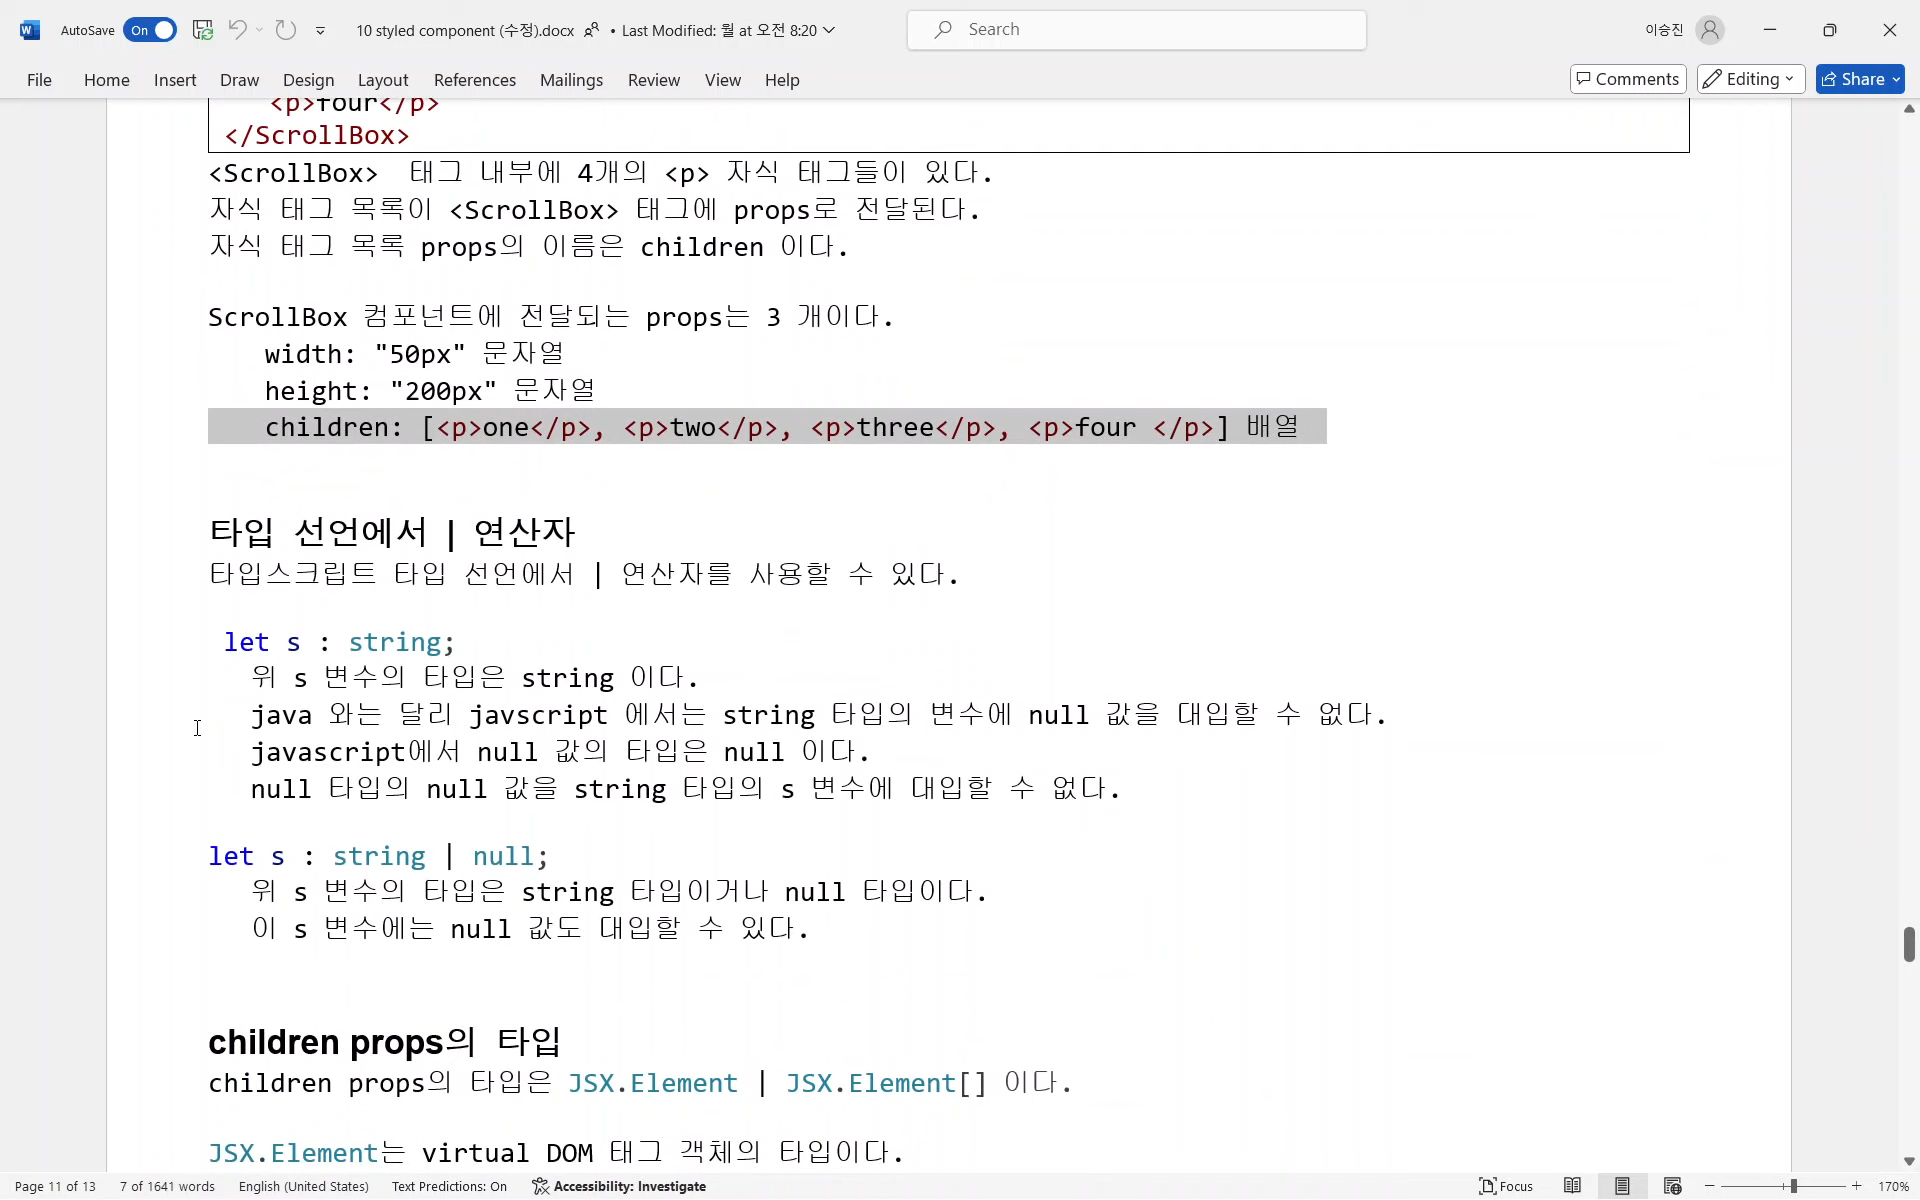 AutoSave On 10 styled component (수정).docx • Last Modified: 월 at 오전 8:20 Search 이승진
File Home Insert Draw Design Layout References Mailings Review View Help Comments Editing Share
<p>four</p>
</ScrollBox>
<ScrollBox> 태그 내부에 4개의 <p> 자식 태그들이 있다.
자식 태그 목록이 <ScrollBox> 태그에 props로 전달된다.
자식 태그 목록 props의 이름은 children 이다.
ScrollBox 컴포넌트에 전달되는 props는 3 개이다.
width: "50px" 문자열
height: "200px" 문자열
children: [<p>one</p>, <p>two</p>, <p>three</p>, <p>four </p>] 배열
타입 선언에서 | 연산자
타입스크립트 타입 선언에서 | 연산자를 사용할 수 있다.
let s : string;
위 s 변수의 타입은 string 이다.
java 와는 달리 javscript 에서는 string 타입의 변수에 null 값을 대입할 수 없다.
javascript에서 null 값의 타입은 null 이다.
null 타입의 null 값을 string 타입의 s 변수에 대입할 수 없다.
let s : string | null;
위 s 변수의 타입은 string 타입이거나 null 타입이다.
이 s 변수에는 null 값도 대입할 수 있다.
children props의 타입
children props의 타입은 JSX.Element | JSX.Element[] 이다.
JSX.Element는 virtual DOM 태그 객체의 타입이다.
Page 11 of 13 7 of 1641 words English (United States) Text Predictions: On Accessibility: Investigate Focus 170%